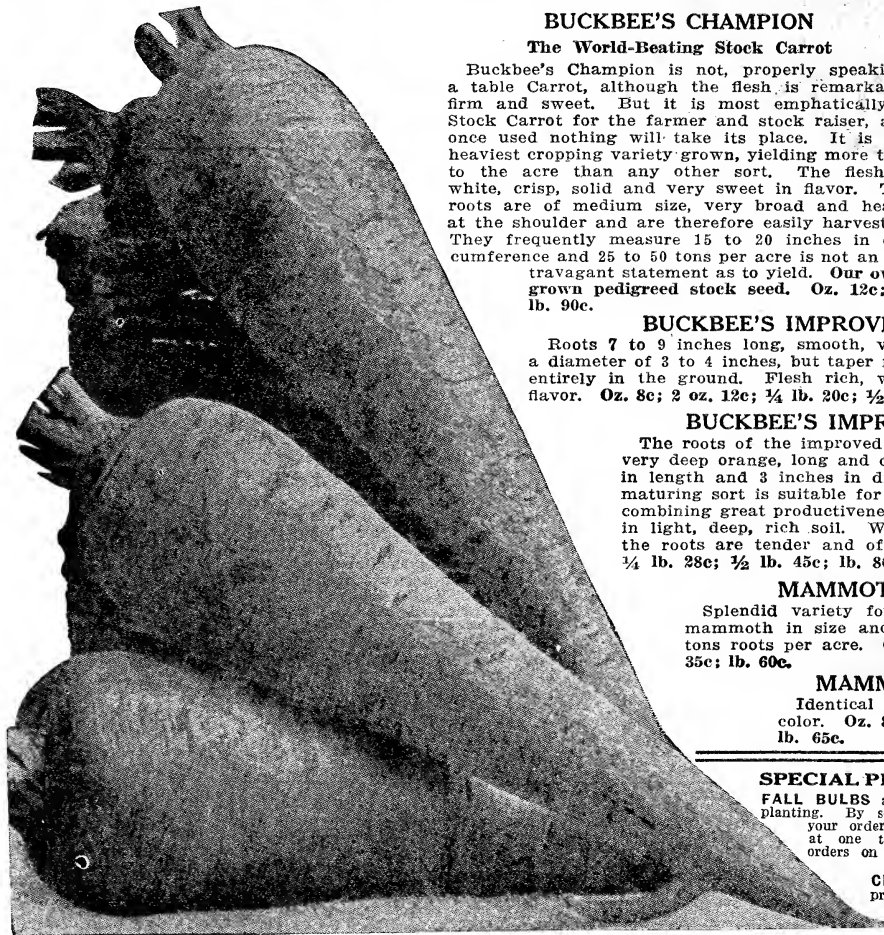 BUCKBEE'S CHAMPION
The World-Beating Stock Carrot
Buckbee's Champion is not, properly speaki
a table Carrot, although the flesh is remarka
firm and sweet. But it is most emphatically
Stock Carrot for the farmer and stock raiser, a
once used nothing will take its place. It is
heaviest cropping variety grown, yielding more t
to the acre than any other sort. The flesh
white, crisp, solid and very sweet in flavor. T
roots are of medium size, very broad and hea
at the shoulder and are therefore easily harvest
They frequently measure 15 to 20 inches in c
cumference and 25 to 50 tons per acre is not an
travagant statement as to yield. Our ow
grown pedigreed stock seed. Oz. 12c;
lb. 90c.
BUCKBEE'S IMPROVE
Roots 7 to 9 inches long, smooth, v
a diameter of 3 to 4 inches, but taper r
entirely in the ground. Flesh rich, v
flavor. Oz. 8c; 2 oz. 12c; ¼ lb. 20c; ½
BUCKBEE'S IMPR
The roots of the improved
very deep orange, long and c
in length and 3 inches in d
maturing sort is suitable for
combining great productivene
in light, deep, rich soil. W
the roots are tender and of
¼ lb. 28c; ½ lb. 45c; lb. 80
MAMMOT
Splendid variety fo
mammoth in size and
tons roots per acre.
35c; lb. 60c.
MAMM
Identical
color. Oz. 8
lb. 65c.
SPECIAL PR
FALL BULBS a
planting. By s
your order
at one t
orders on
Cl
pr